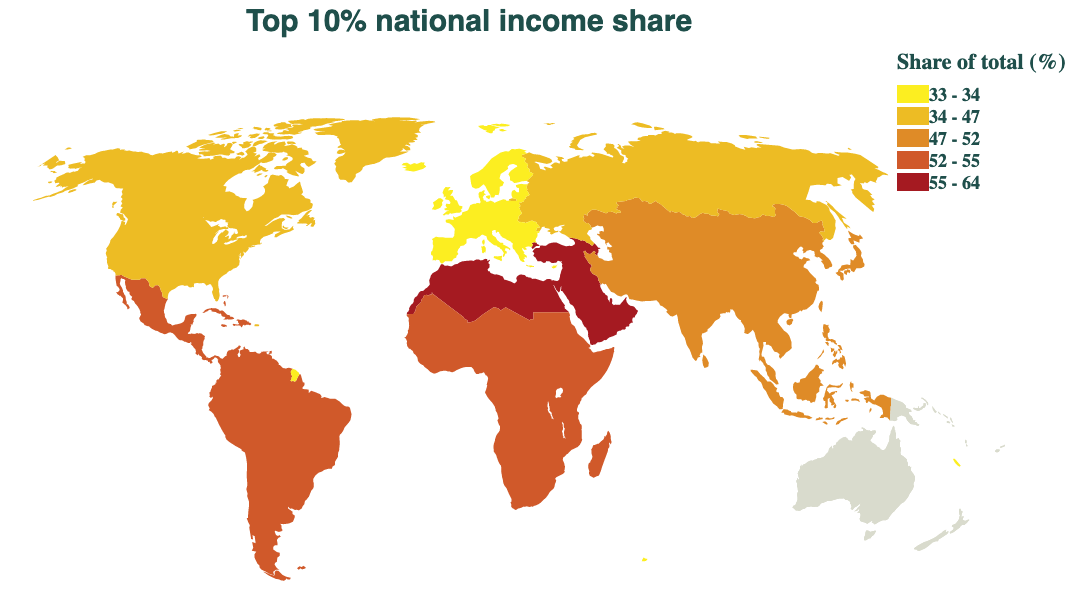 Top 10% national income share
Share of total (%)
33 - 34
34 - 47
47 - 52
52 - 55
55 - 64